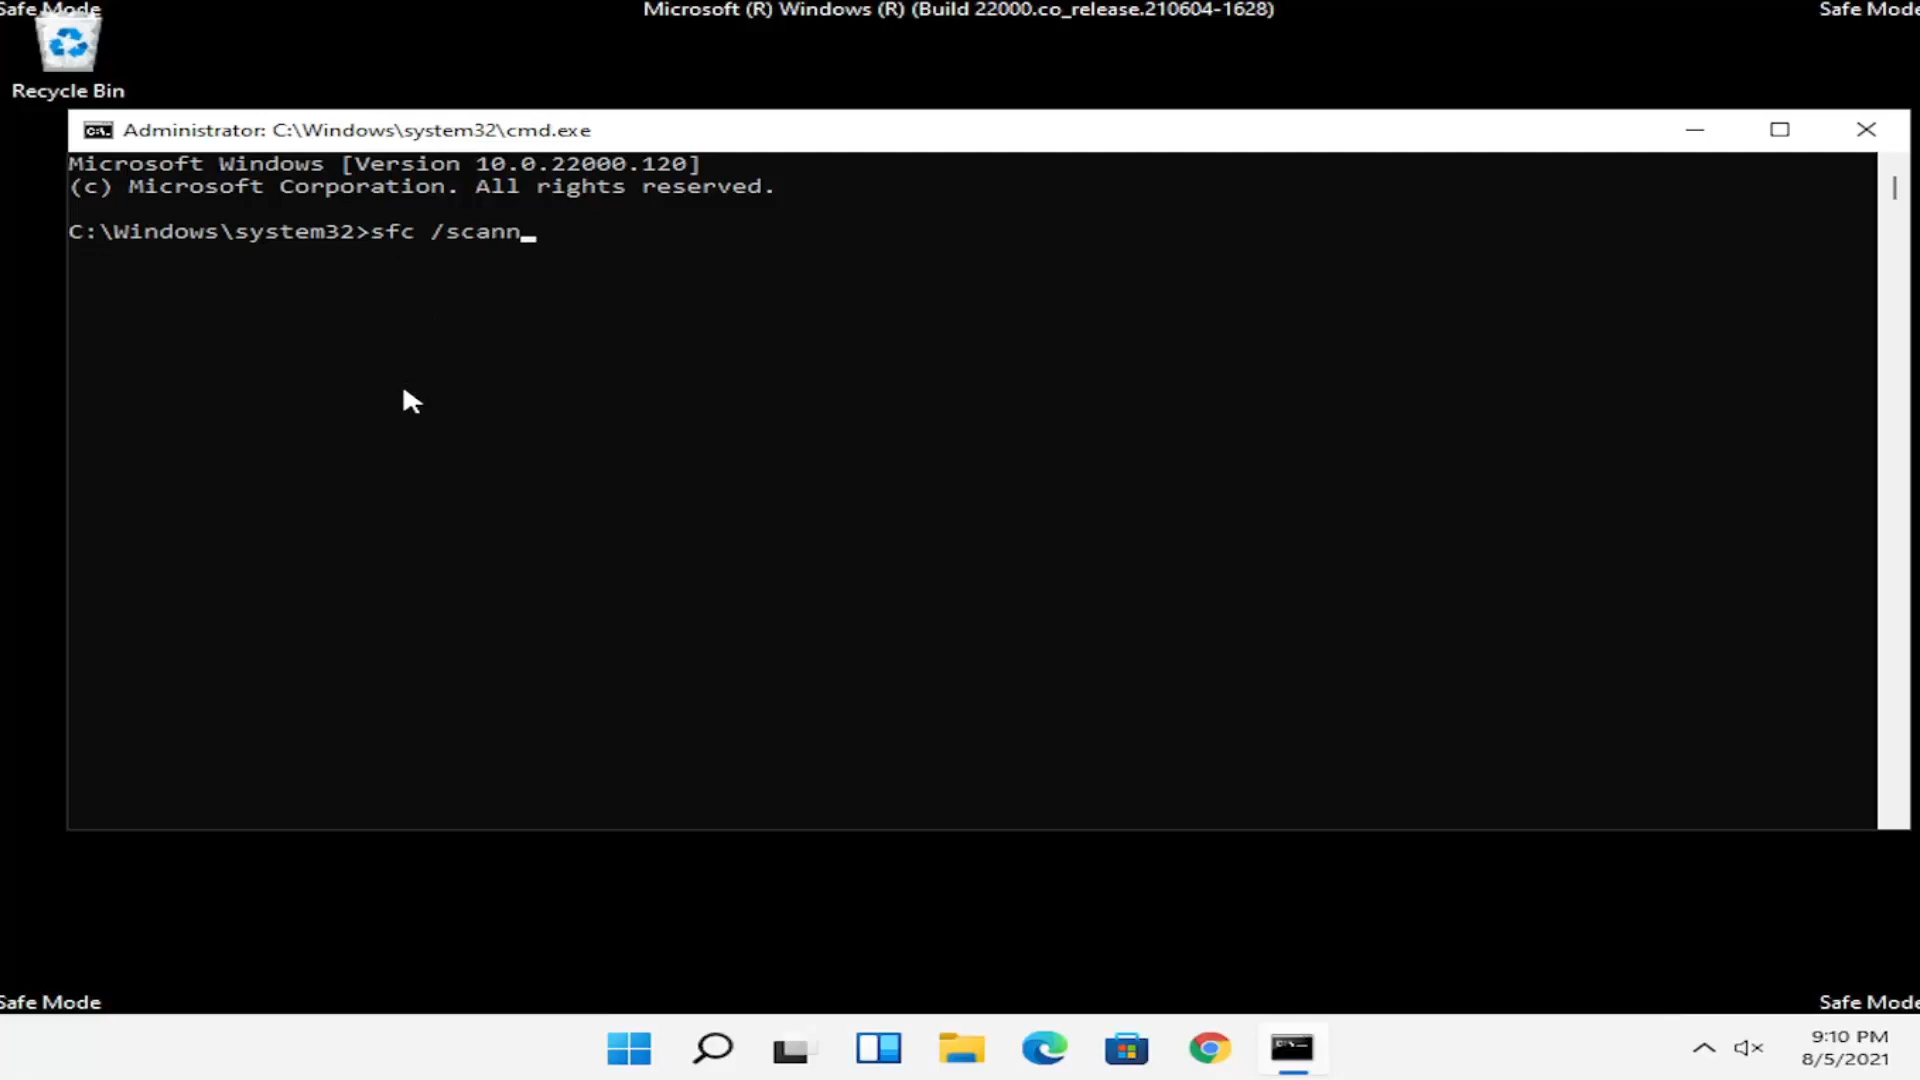 Safe Mode
Microsoft (R) Windows (R) (Build 22000.co_release.210604-1628)
Safe Mode
Recycle Bin
Administrator: C:\Windows\system32\cmd.exe
Microsoft Windows [Version 10.0.22000.120]
(c) Microsoft Corporation. All rights reserved.
C:\Windows\system32>sfc /scann
Safe Mode
Safe Mode
9:10 PM
8/5/2021